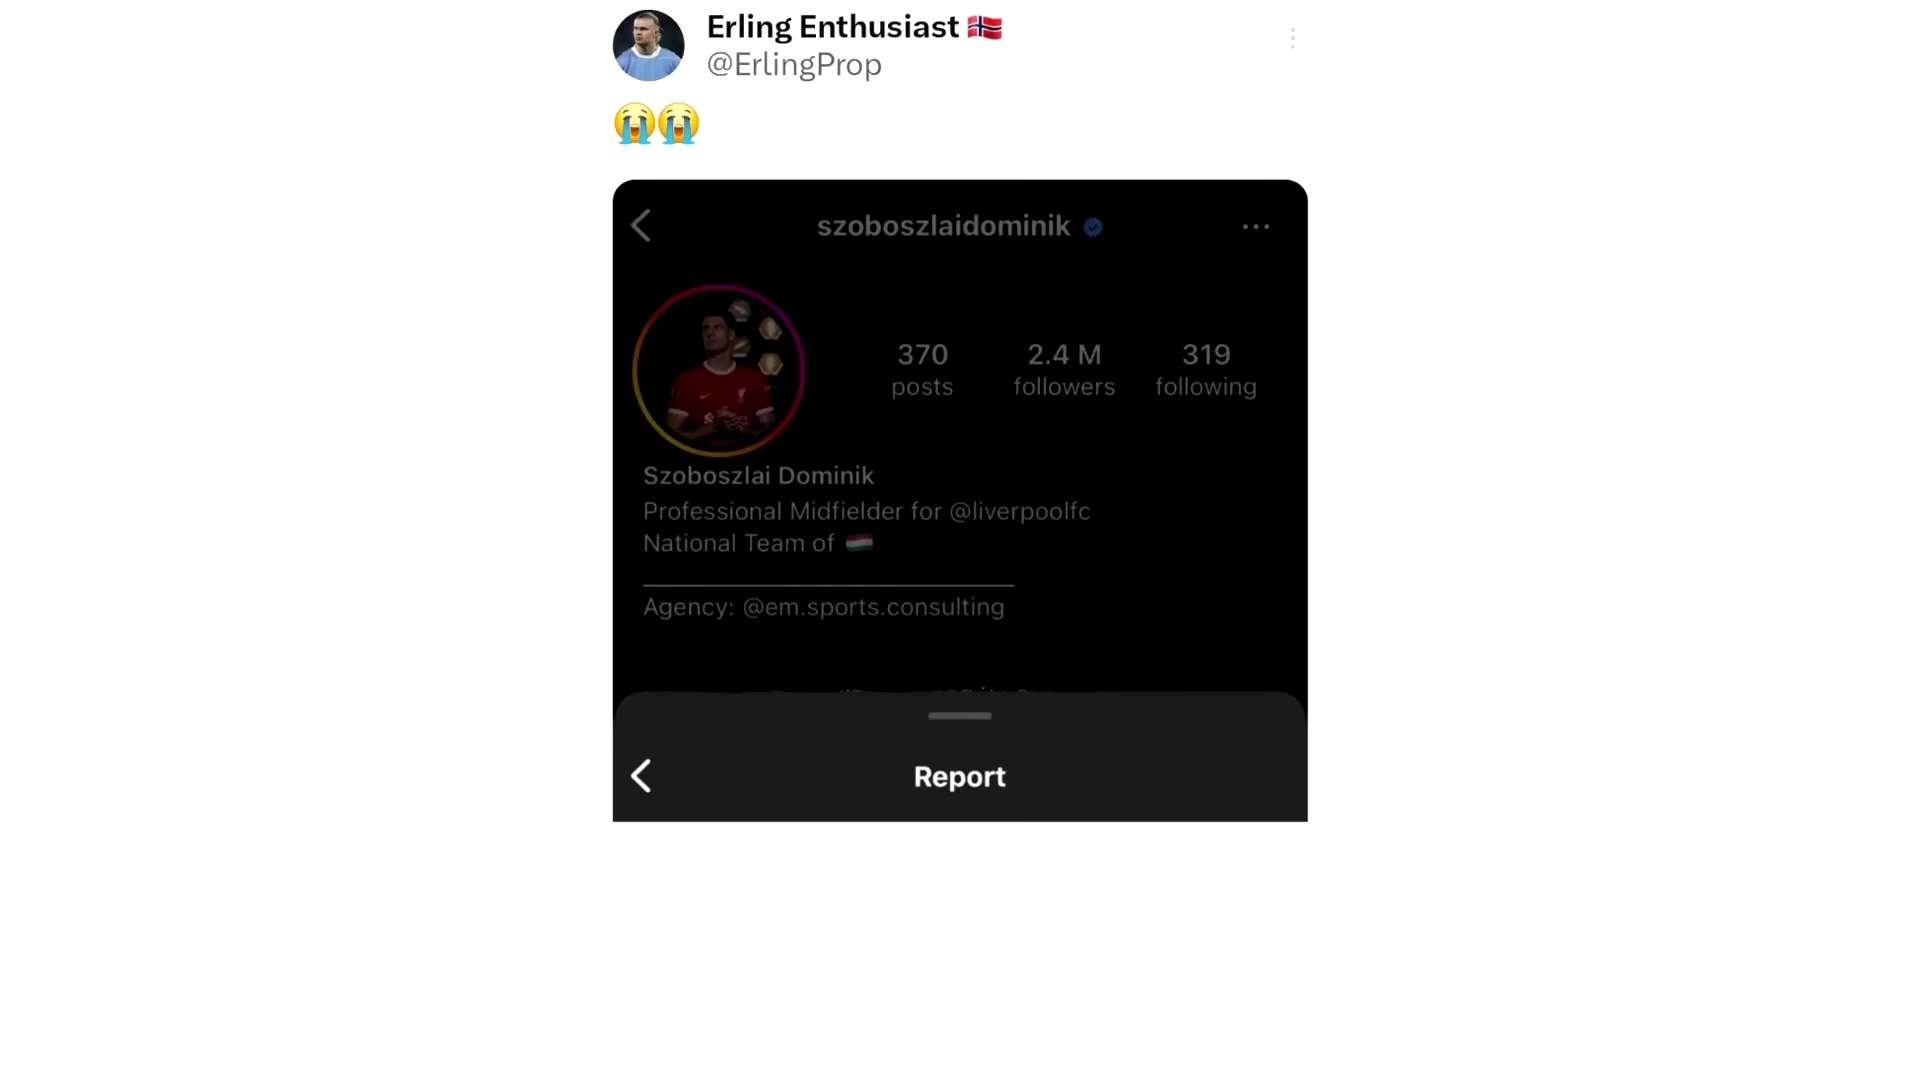 Erling Enthusiast 🇳🇴
@ErlingProp
😭😭
szoboszlaidominik
370
posts
2.4 M
followers
319
following
Szoboszlai Dominik
Professional Midfielder for @liverpoolfc
National Team of 🇭🇺
Agency: @em.sports.consulting
Report